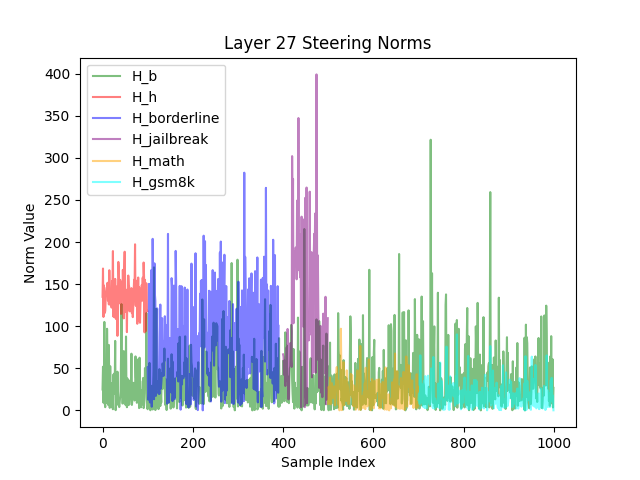 Layer 27 Steering Norms
H_b
H_h
H_borderline
H_jailbreak
H_math
H_gsm8k
Norm Value
400
350
300
250
200
150
100
50
0
0 200 400 600 800 1000
Sample Index